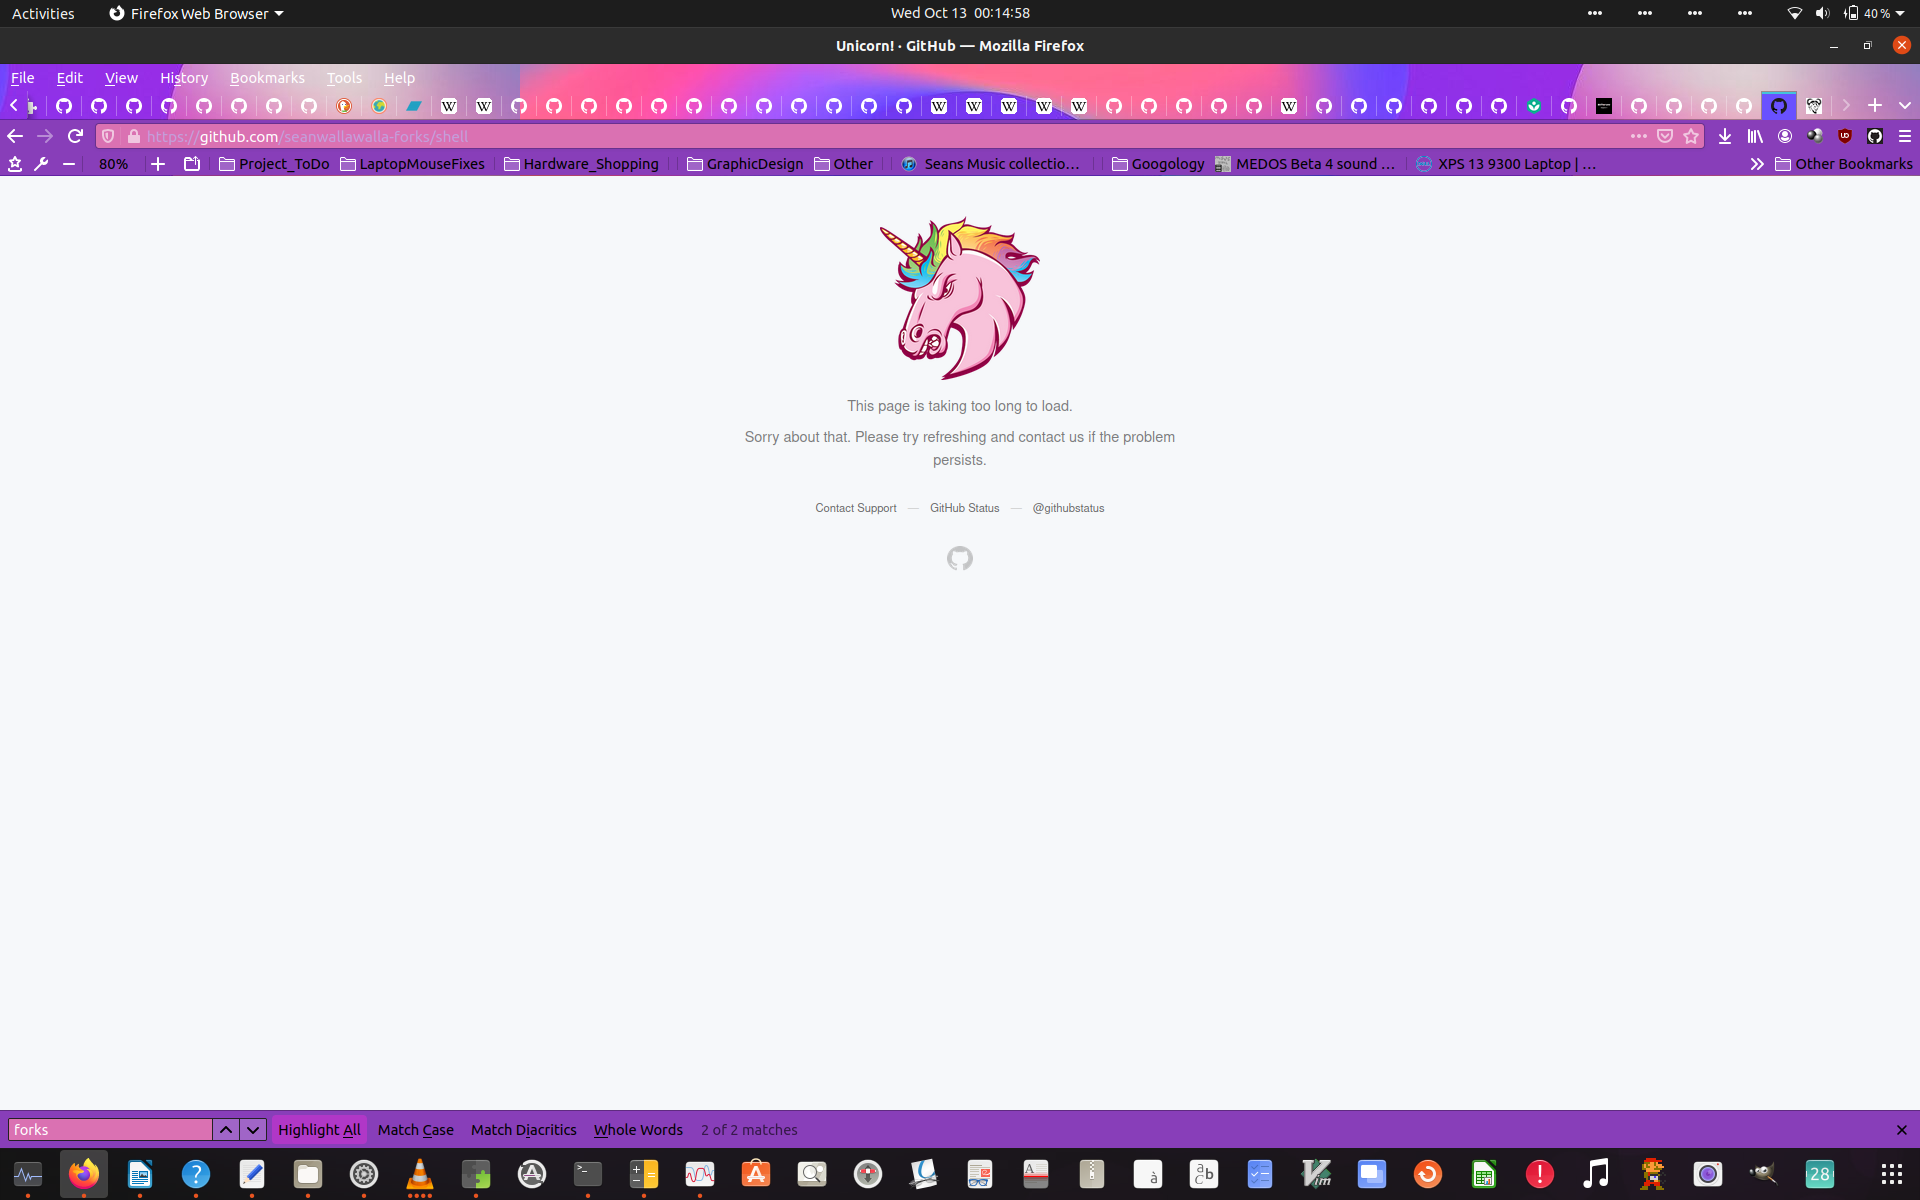 Activities
Firefox Web Browser
Wed Oct 13 00:14:58
40 %
Unicorn! · GitHub — Mozilla Firefox
File Edit View History Bookmarks Tools Help
https://github.com/seanwallawalla-forks/shell
80%
Project_ToDo
LaptopMouseFixes
Hardware_Shopping
GraphicDesign
Other
Seans Music collectio...
Googology
MEDOS Beta 4 sound ...
XPS 13 9300 Laptop | ...
Other Bookmarks
This page is taking too long to load.
Sorry about that. Please try refreshing and contact us if the problem
persists.
Contact Support — GitHub Status — @githubstatus
forks
Highlight All
Match Case
Match Diacritics
Whole Words
2 of 2 matches
28